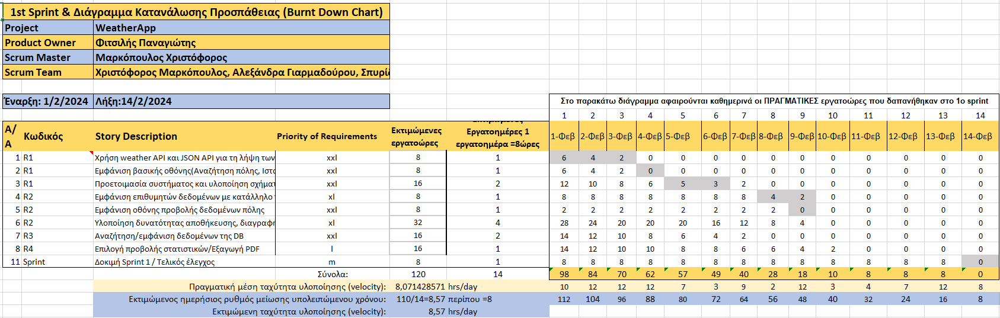 1st Sprint & Διάγραμμα Κατανάλωσης Προσπάθειας (Burnt Down Chart)
Project WeatherApp
Product Owner Φιτσιλής Παναγιώτης
Scrum Master Μαρκόπουλος Χριστόφορος
Scrum Team Χριστόφορος Μαρκόπουλος, Αλεξάνδρα Γιαρμαδούρου,
Έναρξη: 1/2/2024 Λήξη:14/2/2024 Στο παρακάτω διάγραμμα αφαιρούνται καθημερινά οι ΠΡΑΓΜΑΤΙΚΕΣ εργατοώρες που δαπανήθηκαν στο 1ο sprint
1 2 3 4 5 6 7 8 9 10 11 12 13 14
Α/Α Κωδικός Story Description Priority of Requirements Εκτιμώμενες εργατοώρες Εργατοημέρες 1 εργατοημέρα =8ώρες 1-Φεβ 2-Φεβ 3-Φεβ 4-Φεβ 5-Φεβ 6-Φεβ 7-Φεβ 8-Φεβ 9-Φεβ 10-Φεβ 11-Φεβ 12-Φεβ 13-Φεβ 14-Φεβ
1 R1 Χρήση weather API και JSON API για τη λήψη των xxl 8 1 6 4 2 0 0 0 0 0 0 0 0 0 0 0
2 R1 Εμφάνιση βασικής οθόνης(Αναζήτηση πόλης, Ιστο xxl 8 1 6 4 2 0 0 0 0 0 0 0 0 0 0 0
3 R1 Προετοιμασία συστήματος και υλοποίηση σχήματ xxl 16 2 12 10 8 6 5 3 2 0 0 0 0 0 0 0
4 R2 Εμφάνιση επιθυμητών δεδομένων με κατάλληλο xl 8 1 8 8 8 8 8 8 8 4 2 0 0 0 0 0
5 R2 Εμφάνιση οθόνης προβολής δεδομένων πόλης xxl 8 1 2 2 2 2 2 2 2 2 0 0 0 0 0 0
6 R2 Υλοποίηση δυνατότητας αποθήκευσης, διαγραφή xl 32 4 28 24 20 20 20 16 12 8 4 0 0 0 0 0
7 R3 Αναζήτηση/εμφάνιση δεδομένων της DB xxl 16 2 14 12 10 8 6 4 2 0 0 0 0 0 0 0
8 R4 Επιλογή προβολής στατιστικών/Εξαγωγή PDF l 16 1 14 12 10 10 8 8 6 6 4 2 0 0 0 0
11 Sprint Δοκιμή Sprint 1 / Τελικός έλεγχος m 8 1 8 8 8 8 8 8 8 8 8 8 8 8 8 0
Σύνολα: 120 14 98 84 70 62 57 49 40 28 18 10 8 8 8 0
Πραγματική μέση ταχύτητα υλοποίησης (velocity): 8,071428571 hrs/day 10 12 12 12 7 3 9 2 12 3 4 7 12 8
Εκτιμώμενος ημερήσιος ρυθμός μείωσης υπολειπώμενου χρόνου: 110/14=8,57 περίπου =8 112 104 96 88 80 72 64 56 48 40 32 24 16 8
Εκτιμώμενη ταχύτητα υλοποίησης (velocity): 8,57 hrs/day